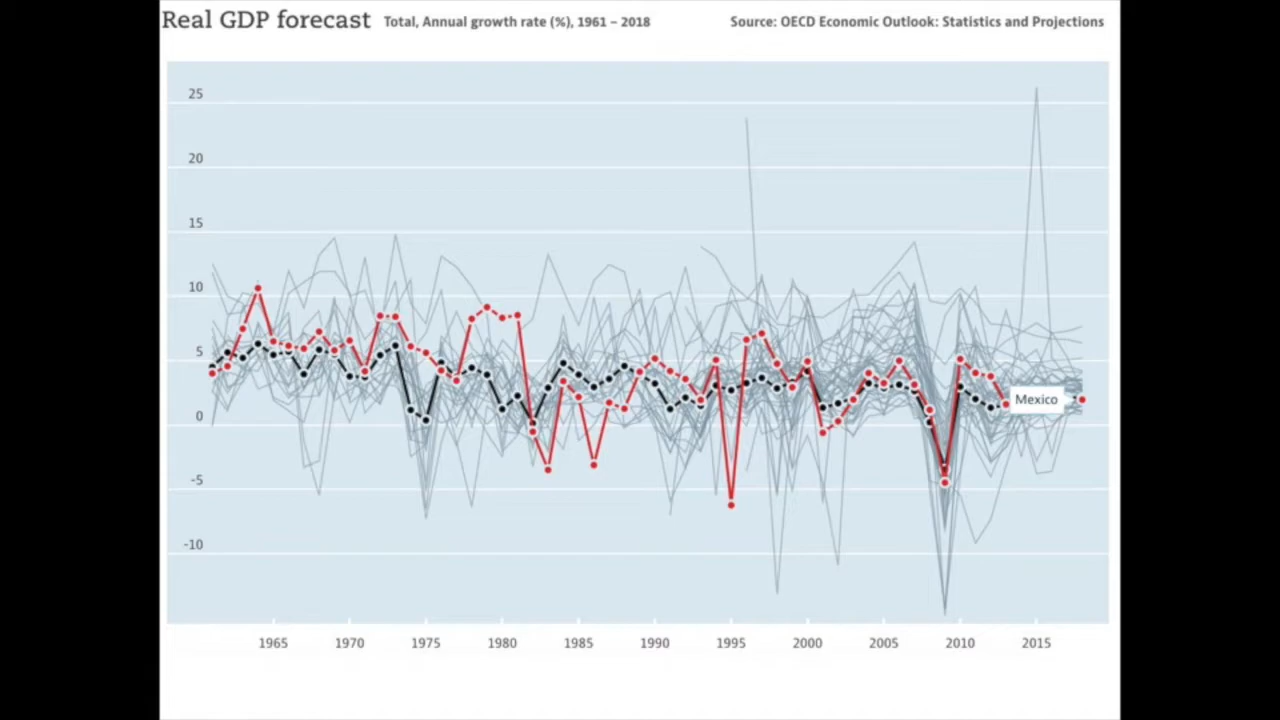 Real GDP forecast Total, Annual growth rate (%), 1961 – 2018 Source: OECD Economic Outlook: Statistics and Projections
25
20
15
10
5
0
-5
-10
Mexico
1965 1970 1975 1980 1985 1990 1995 2000 2005 2010 2015